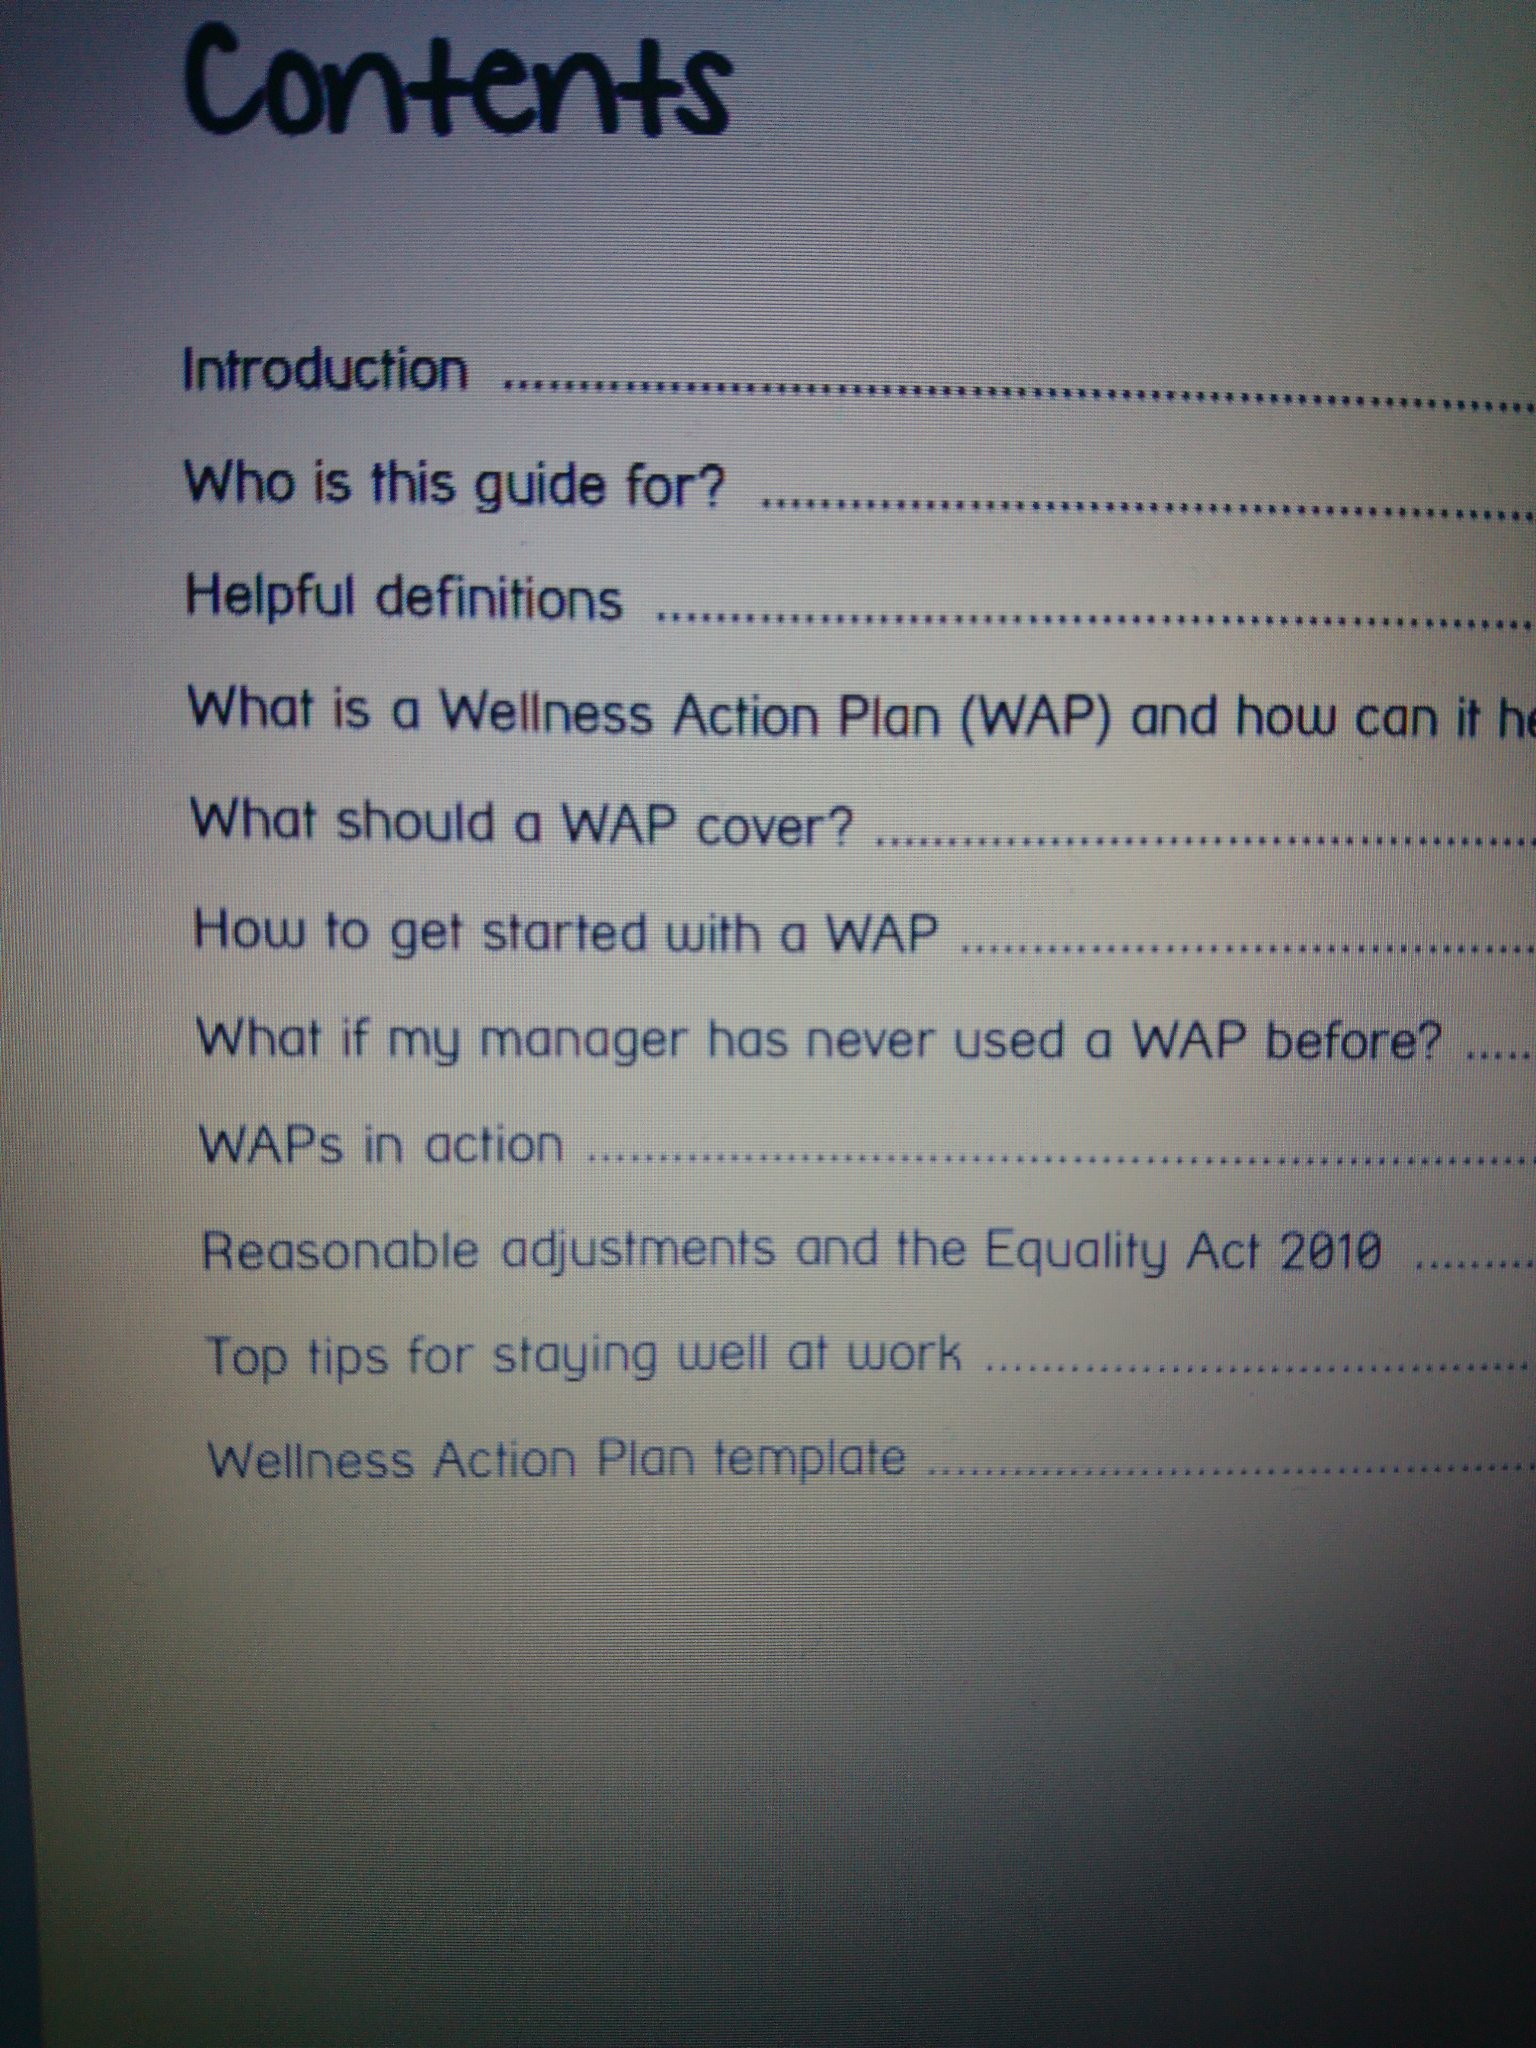 Contents
Introduction ........................................................
Who is this guide for? ........................................................
Helpful definitions ........................................................
What is a Wellness Action Plan (WAP) and how can it
What should a WAP cover? ........................................................
How to get started with a WAP ........................................................
What if my manager has never used a WAP before? .....
WAPs in action ........................................................
Reasonable adjustments and the Equality Act 2010 .........
Top tips for staying well at work ........................................................
Wellness Action Plan template ........................................................